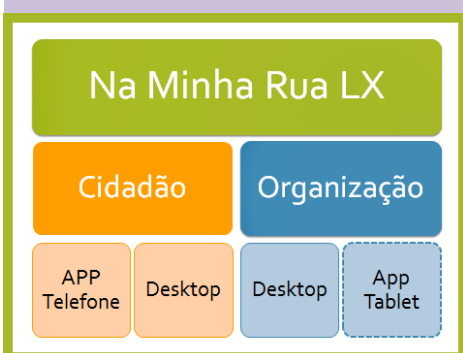 Na Minha Rua LX
Cidadão
Organização
APP
Telefone
Desktop
Desktop
App
Tablet